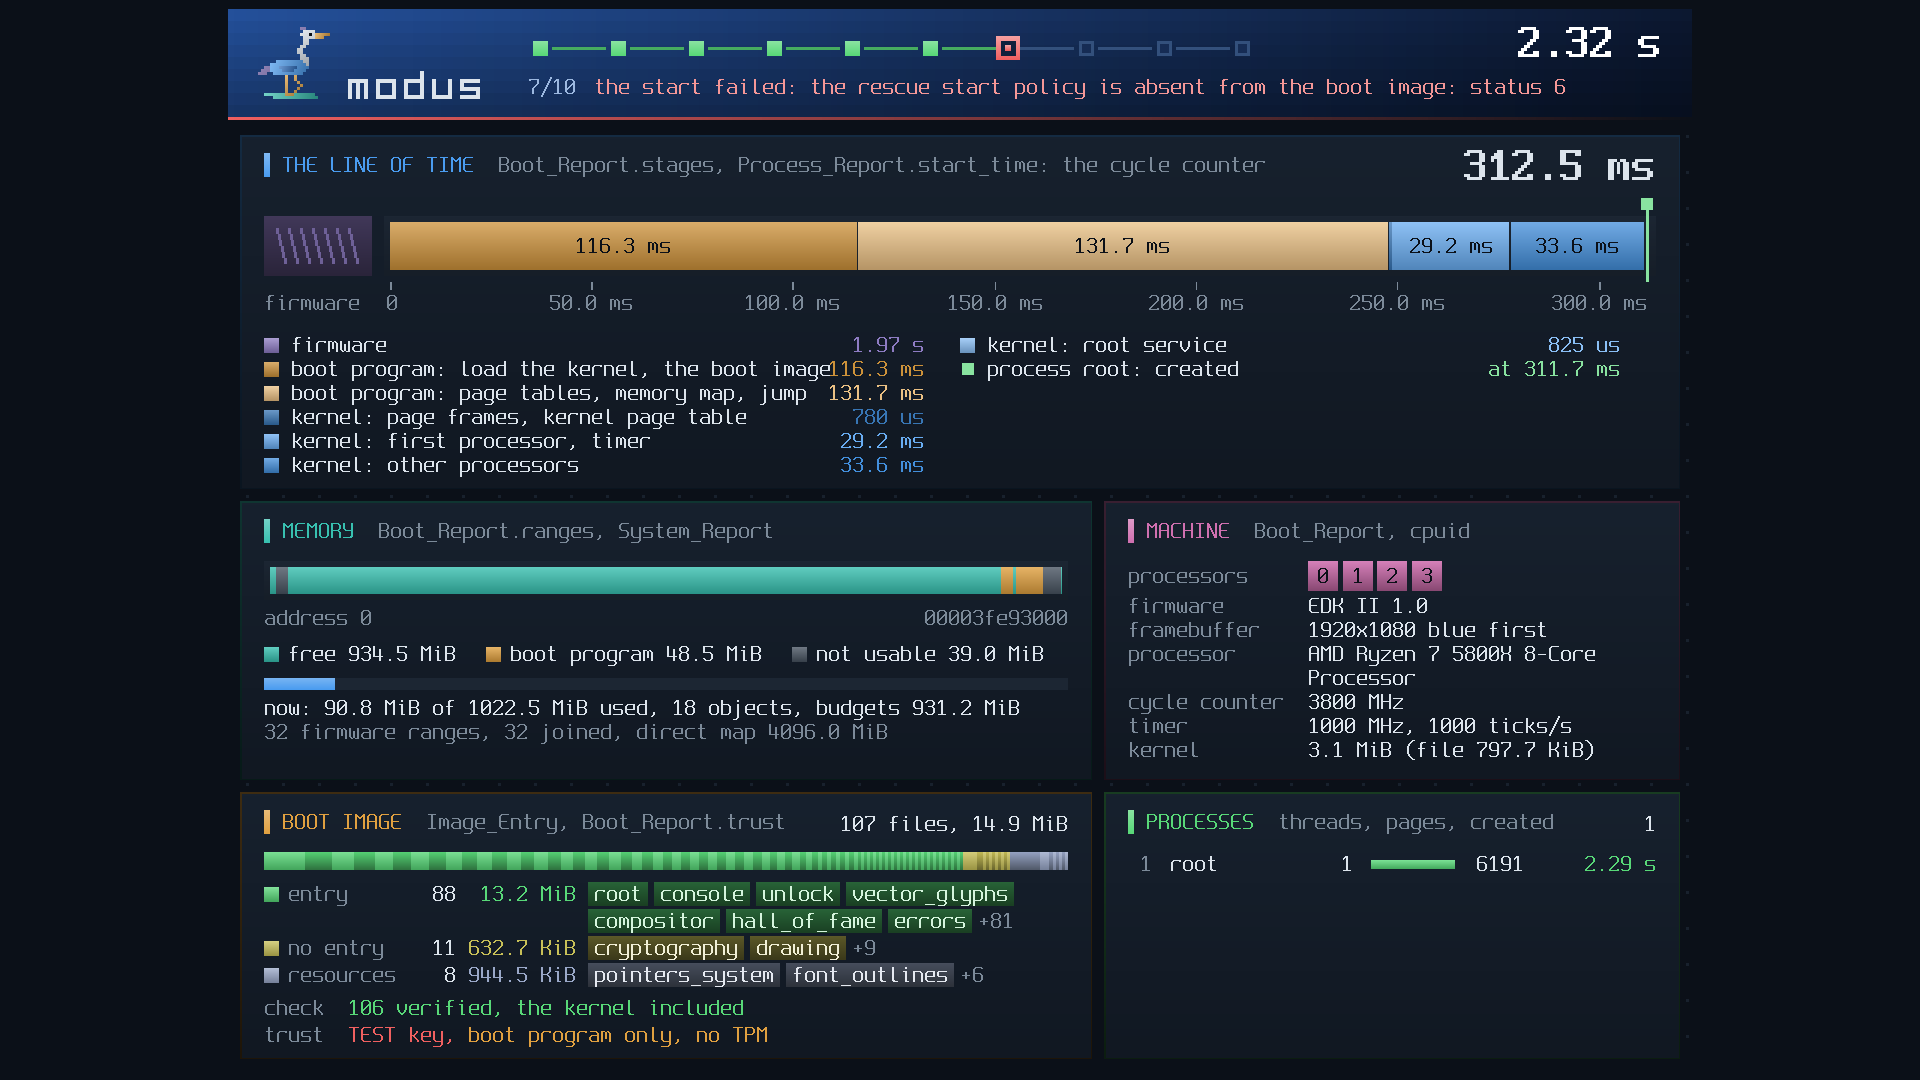 modus
2.32 s
7/10 the start failed: the rescue start policy is absent from the boot image: status 6
THE LINE OF TIME Boot_Report.stages, Process_Report.start_time: the cycle counter 312.5 ms
116.3 ms 131.7 ms 29.2 ms 33.6 ms
firmware 0 50.0 ms 100.0 ms 150.0 ms 200.0 ms 250.0 ms 300.0 ms
firmware 1.97 s
boot program: load the kernel, the boot image 116.3 ms
boot program: page tables, memory map, jump 131.7 ms
kernel: page frames, kernel page table 780 us
kernel: first processor, timer 29.2 ms
kernel: other processors 33.6 ms
kernel: root service 825 us
process root: created at 311.7 ms
MEMORY Boot_Report.ranges, System_Report
address 0 00003fe93000
free 934.5 MiB boot program 48.5 MiB not usable 39.0 MiB
now: 90.8 MiB of 1022.5 MiB used, 18 objects, budgets 931.2 MiB
32 firmware ranges, 32 joined, direct map 4096.0 MiB
MACHINE Boot_Report, cpuid
processors 0 1 2 3
firmware EDK II 1.0
framebuffer 1920x1080 blue first
processor AMD Ryzen 7 5800X 8-Core
Processor
cycle counter 3800 MHz
timer 1000 MHz, 1000 ticks/s
kernel 3.1 MiB (file 797.7 KiB)
BOOT IMAGE Image_Entry, Boot_Report.trust 107 files, 14.9 MiB
entry 88 13.2 MiB root console unlock vector_glyphs
compositor hall_of_fame errors +81
no entry 11 632.7 KiB cryptography drawing +9
resources 8 944.5 KiB pointers_system font_outlines +6
check 106 verified, the kernel included
trust TEST key, boot program only, no TPM
PROCESSES threads, pages, created 1
1 root 1 6191 2.29 s